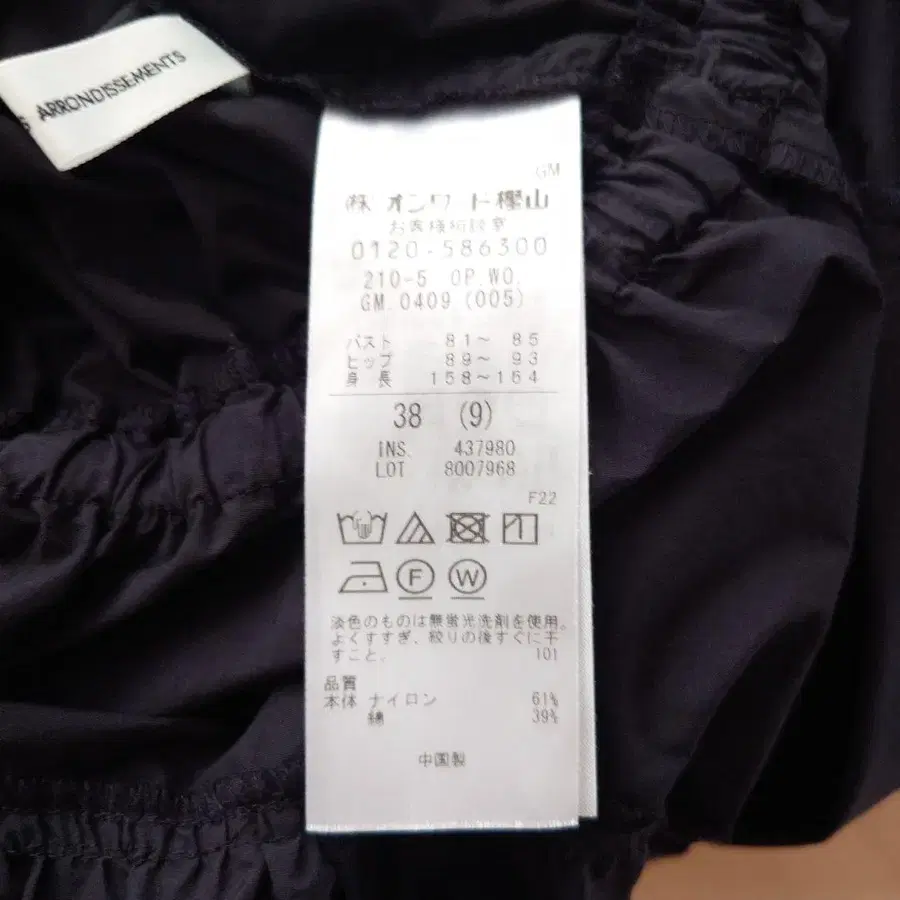 ARRONDISSEMENTS
GM
㈱ オンワード樫山
お客様相談室
0120-586300
210-5 OP.WO.
GM.0409 (005)
バスト 81～ 85
ヒップ 89～ 93
身長 158～164
38 (9)
INS. 437980
LOT 8007968
F22
F W
淡色のものは無蛍光洗剤を使用。
よくすすぎ、絞りの後すぐに干
すこと。 101
品質
本体 ナイロン 61%
綿 39%
中国製